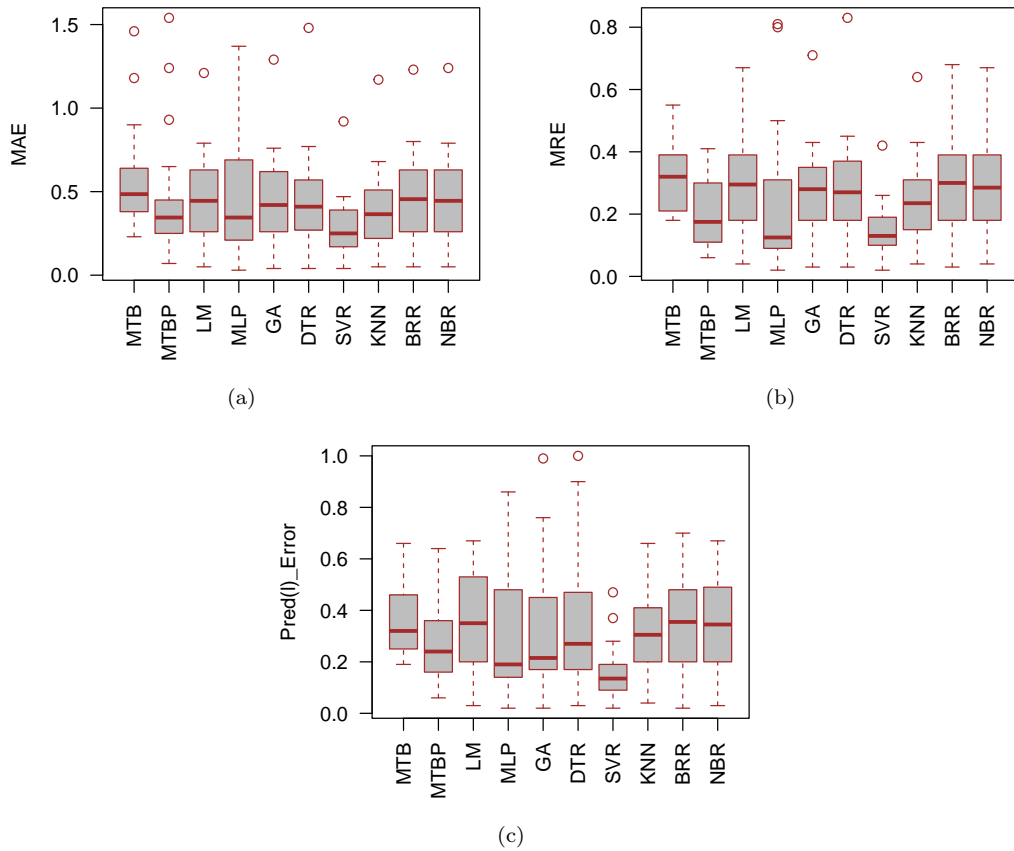 MAE
1.5
1.0
0.5
0.0
MTB
MTBP
LM
MLP
GA
DTR
SVR
KNN
BRR
NBR
(a)
MRE
0.8
0.6
0.4
0.2
0.0
MTB
MTBP
LM
MLP
GA
DTR
SVR
KNN
BRR
NBR
(b)
Pred(l)_Error
1.0
0.8
0.6
0.4
0.2
0.0
MTB
MTBP
LM
MLP
GA
DTR
SVR
KNN
BRR
NBR
(c)